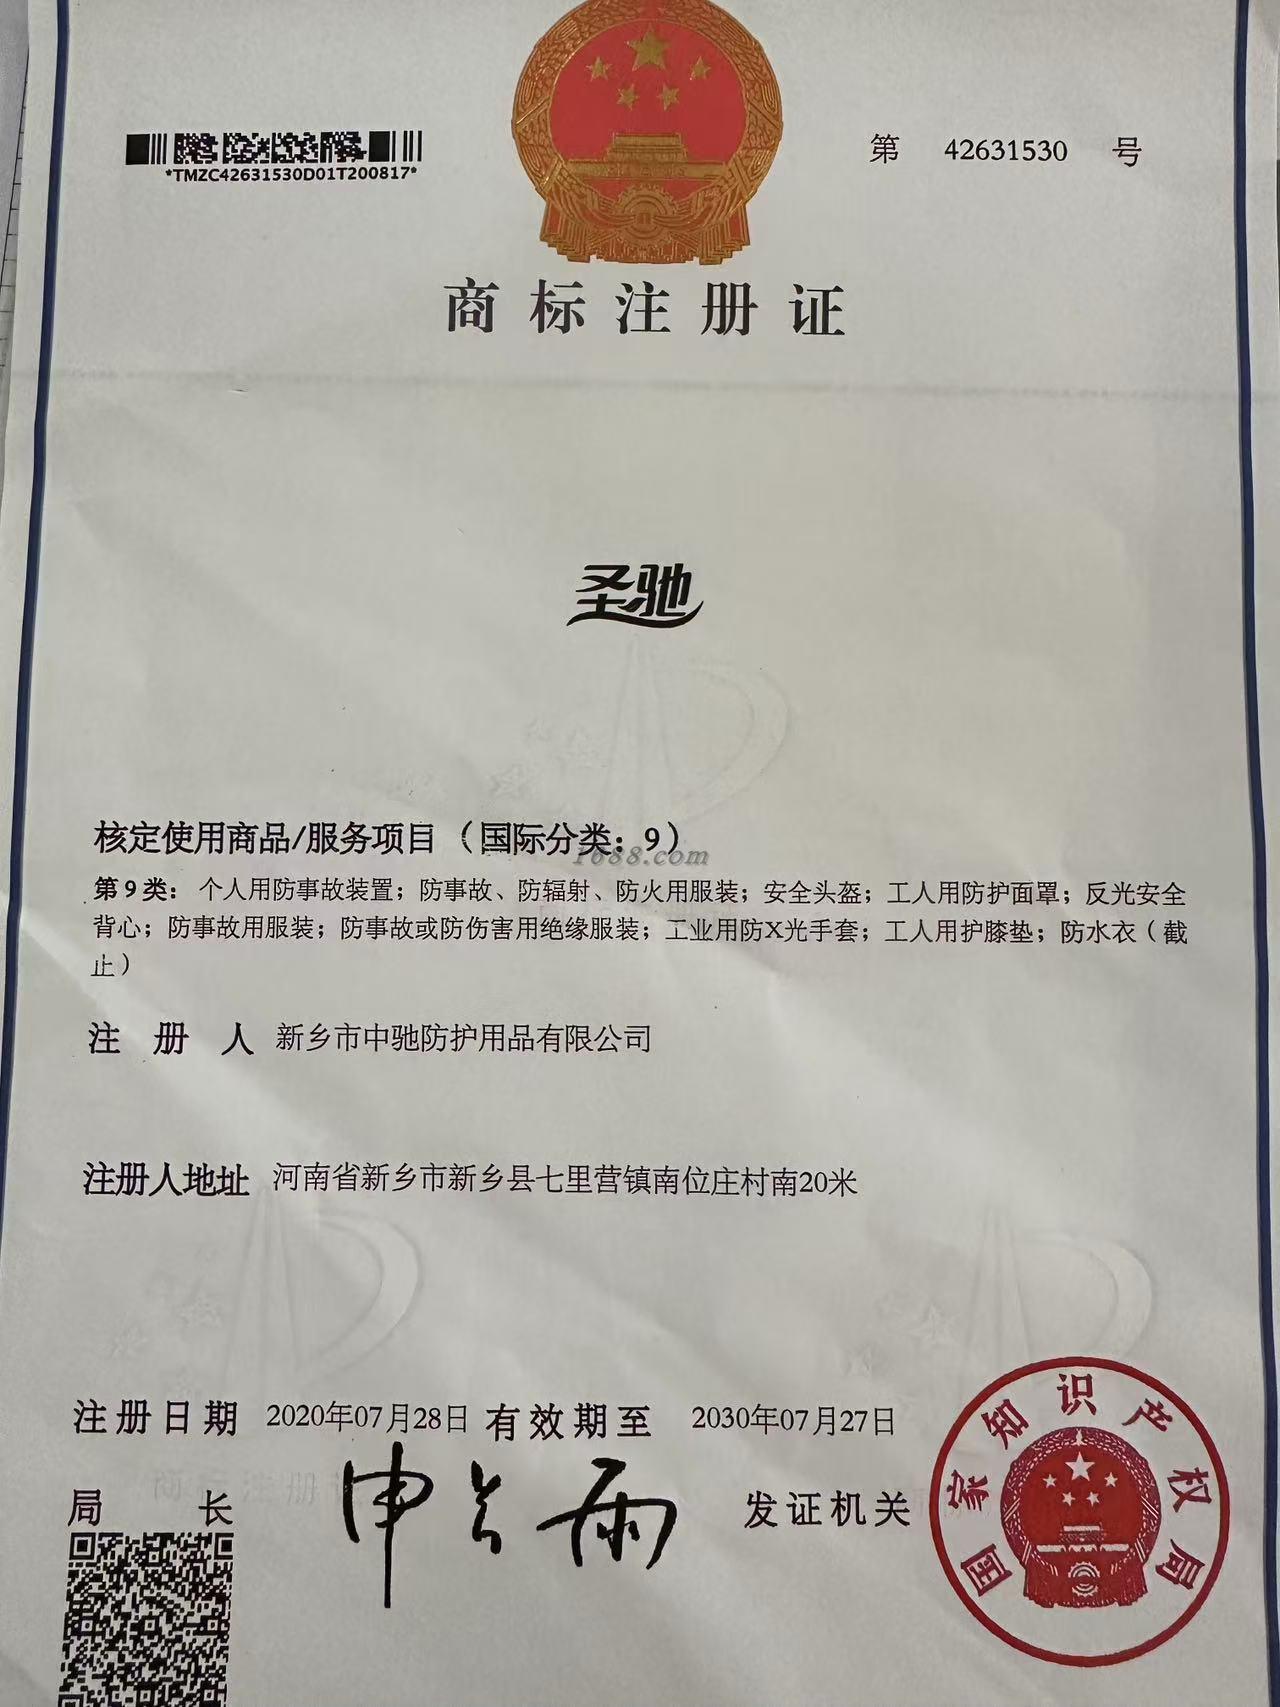 *TMZC42631530D01T200817*
第 42631530 号
商标注册证
圣驰
核定使用商品/服务项目（国际分类：9）
1688.com
第9类：个人用防事故装置；防事故、防辐射、防火用服装；安全头盔；工人用防护面罩；反光安全
背心；防事故用服装；防事故或防伤害用绝缘服装；工业用防X光手套；工人用护膝垫；防水衣（截
止）
注册人 新乡市中驰防护用品有限公司
注册人地址 河南省新乡市新乡县七里营镇南位庄村南20米
注册日期 2020年07月28日 有效期至 2030年07月27日
局长 申长雨 发证机关
国家知识产权局